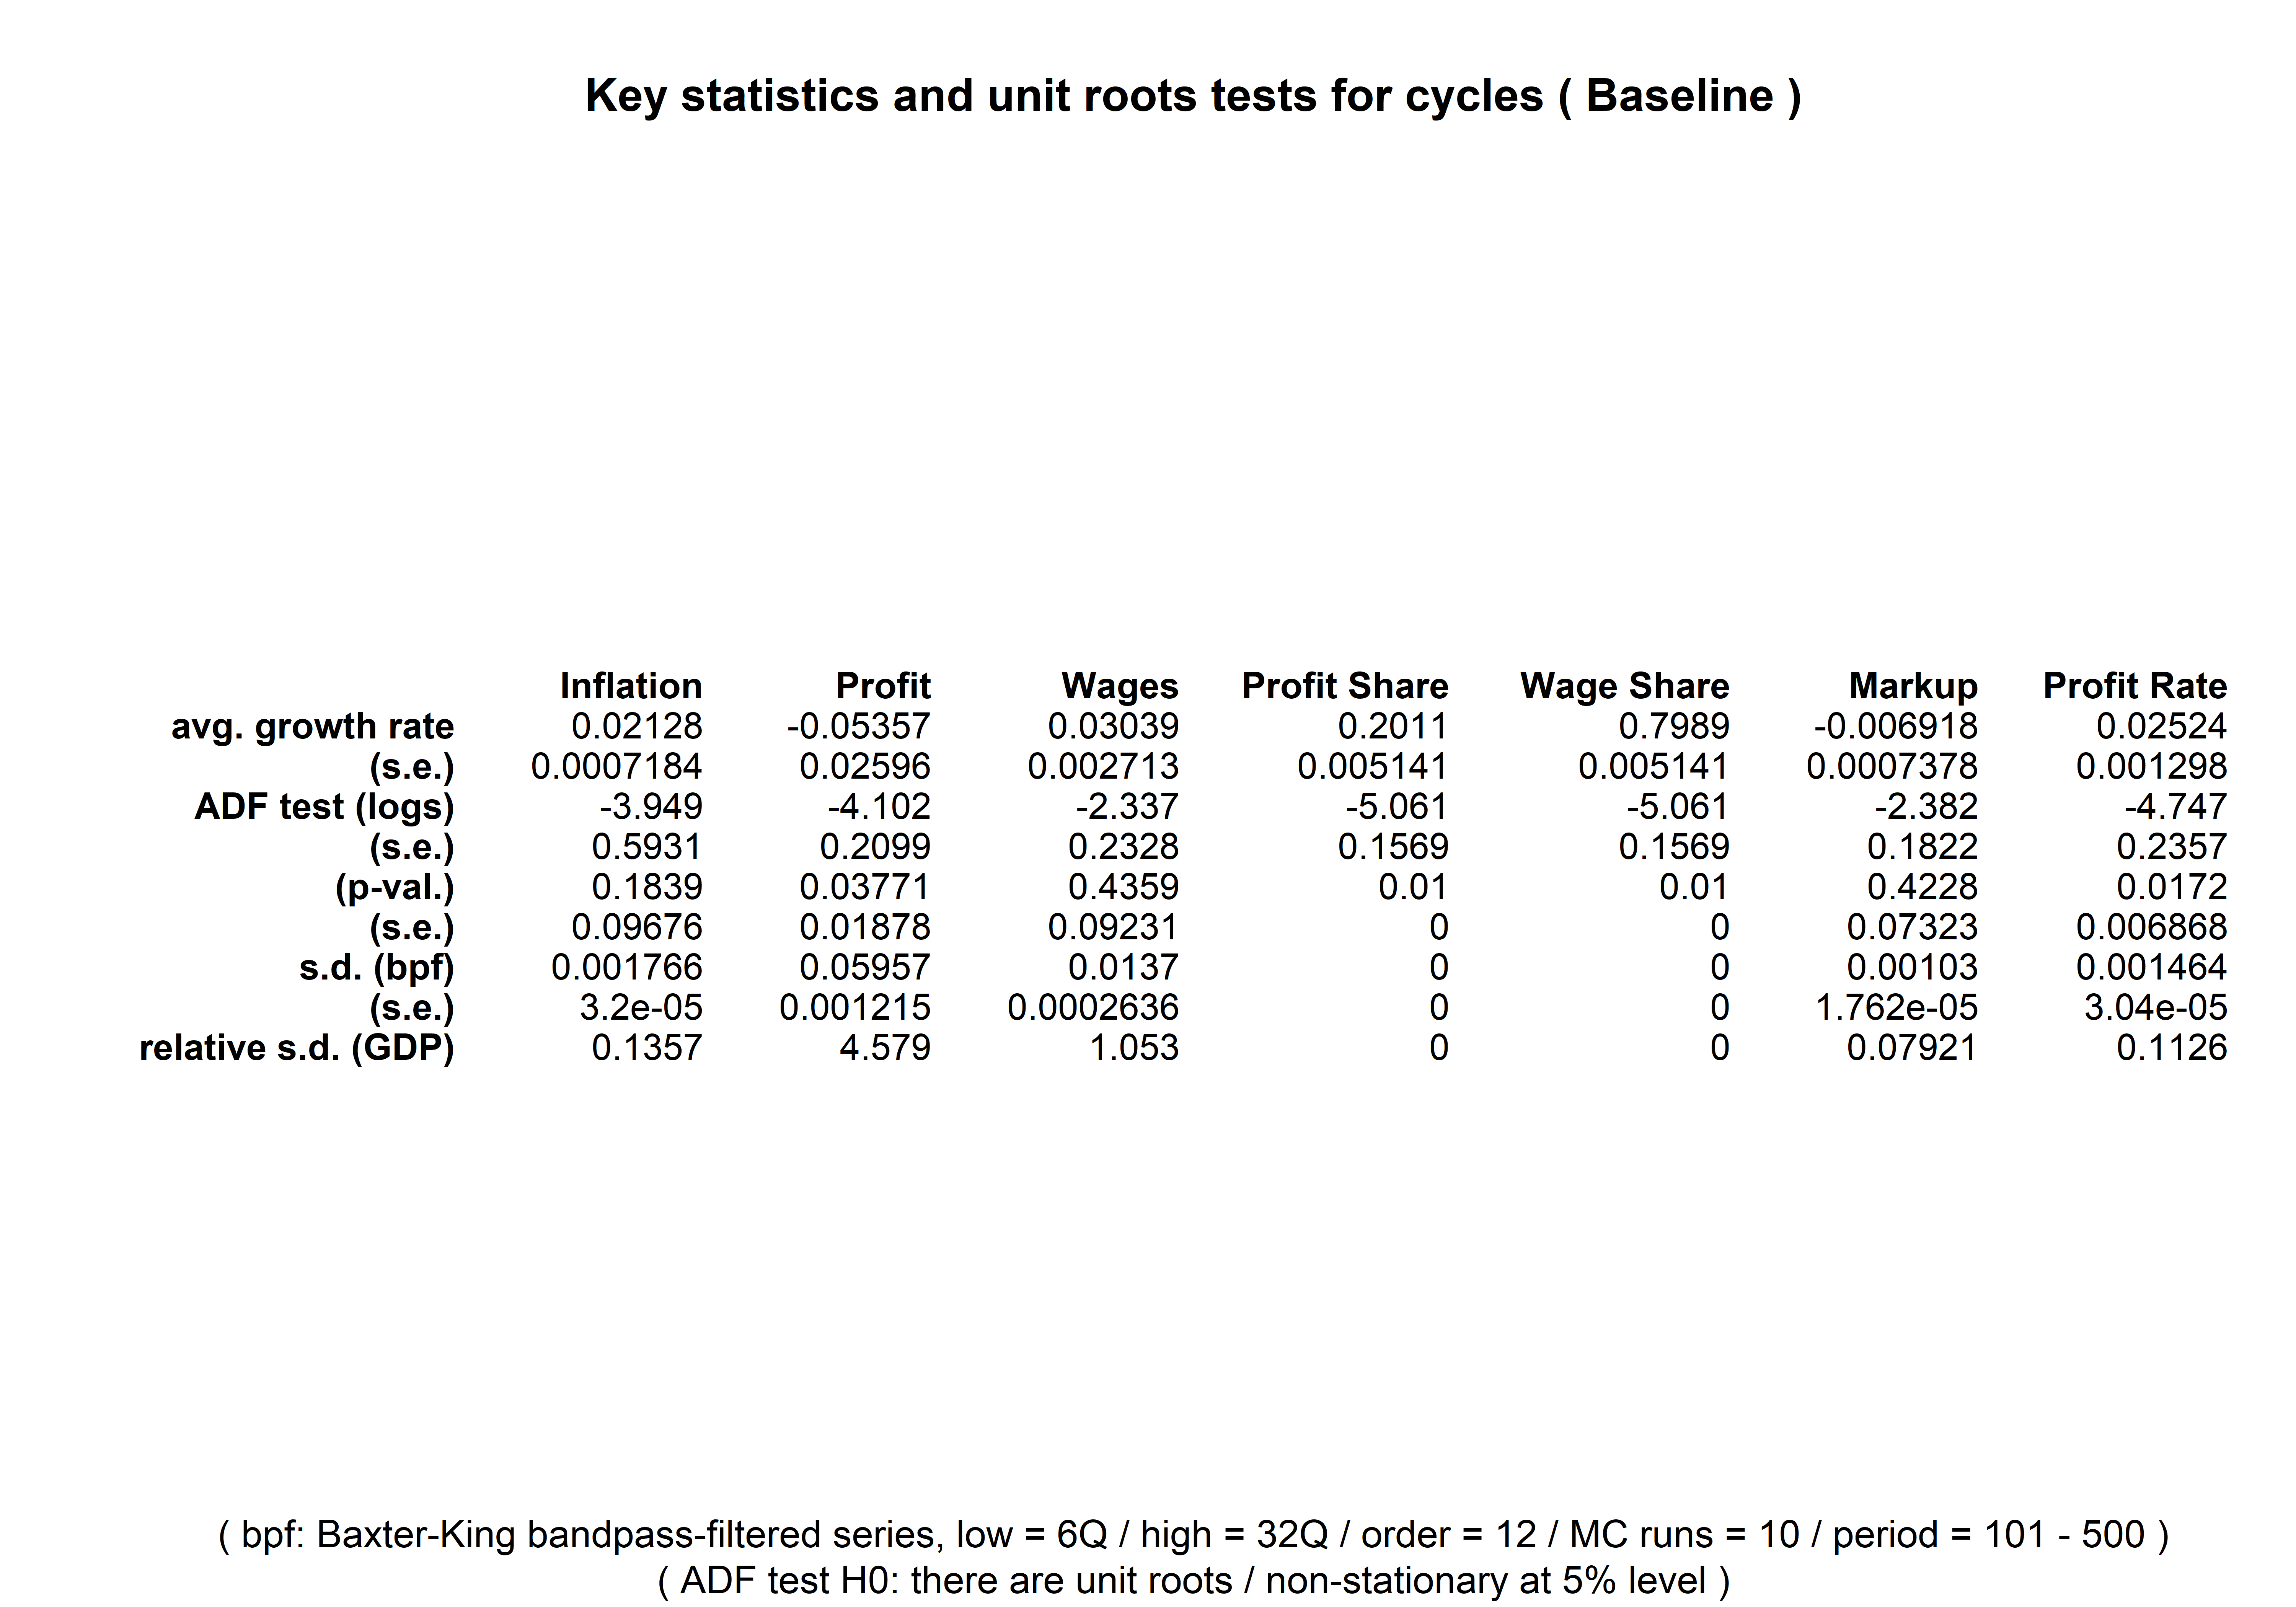 Key statistics and unit roots tests for cycles ( Baseline )
Inflation Profit Wages Profit Share Wage Share Markup Profit Rate
avg. growth rate 0.02128 -0.05357 0.03039 0.2011 0.7989 -0.006918 0.02524
(s.e.) 0.0007184 0.02596 0.002713 0.005141 0.005141 0.0007378 0.001298
ADF test (logs) -3.949 -4.102 -2.337 -5.061 -5.061 -2.382 -4.747
(s.e.) 0.5931 0.2099 0.2328 0.1569 0.1569 0.1822 0.2357
(p-val.) 0.1839 0.03771 0.4359 0.01 0.01 0.4228 0.0172
(s.e.) 0.09676 0.01878 0.09231 0 0 0.07323 0.006868
s.d. (bpf) 0.001766 0.05957 0.0137 0 0 0.00103 0.001464
(s.e.) 3.2e-05 0.001215 0.0002636 0 0 1.762e-05 3.04e-05
relative s.d. (GDP) 0.1357 4.579 1.053 0 0 0.07921 0.1126
( bpf: Baxter-King bandpass-filtered series, low = 6Q / high = 32Q / order = 12 / MC runs = 10 / period = 101 - 500 )
( ADF test H0: there are unit roots / non-stationary at 5% level )